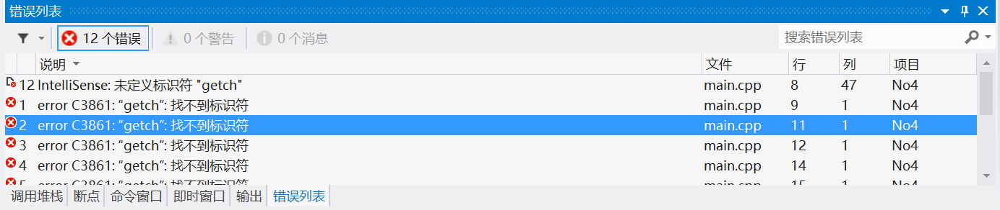 错误列表
12 个错误 0 个警告 0 个消息 搜索错误列表
说明 文件 行 列 项目
12 IntelliSense: 未定义标识符 "getch" main.cpp 8 47 No4
1 error C3861: “getch”: 找不到标识符 main.cpp 9 1 No4
2 error C3861: “getch”: 找不到标识符 main.cpp 11 1 No4
3 error C3861: “getch”: 找不到标识符 main.cpp 12 1 No4
4 error C3861: “getch”: 找不到标识符 main.cpp 14 1 No4
5 error C3861: “getch”: 找不到标识符 main.cpp 15 1 No4
调用堆栈 断点 命令窗口 即时窗口 输出 错误列表